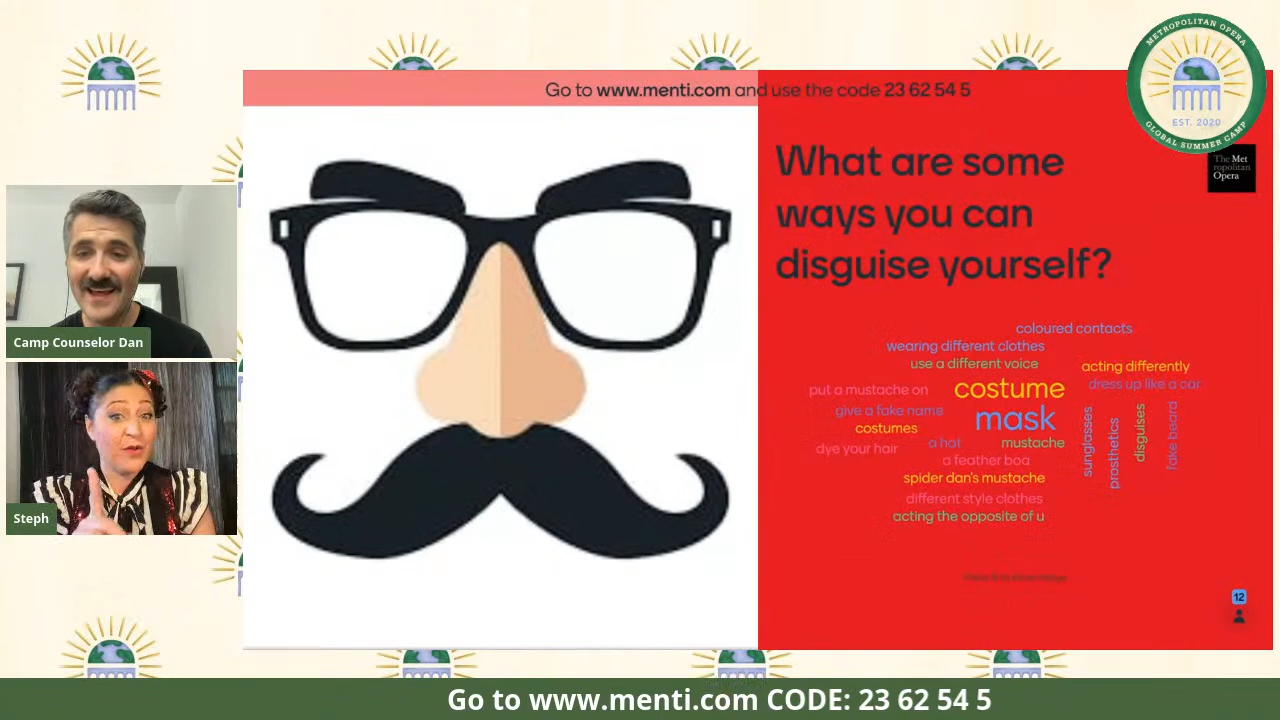 Go to www.menti.com and use the code 23 62 54 5
METROPOLITAN OPERA
EST. 2020
GLOBAL SUMMER CAMP
The Met
ropolitan
Opera
What are some
ways you can
disguise yourself?
coloured contacts
wearing different clothes
use a different voice
acting differently
put a mustache on
costume
dress up like a car
give a fake name
mask
costumes
dye your hair
a hat
mustache
sunglasses
prosthetics
disguises
fake beard
a feather boa
spider dan's mustache
different style clothes
acting the opposite of u
12
Camp Counselor Dan
Steph
Go to www.menti.com CODE: 23 62 54 5